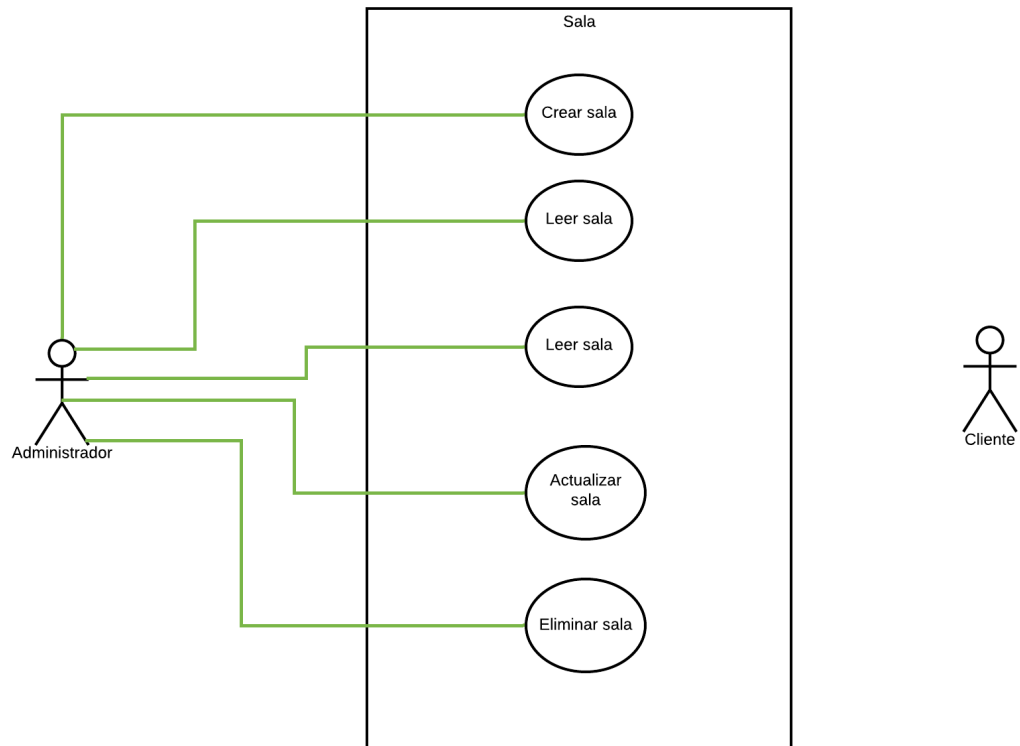 Sala
Crear sala
Leer sala
Leer sala
Administrador
Cliente
Actualizar
sala
Eliminar sala